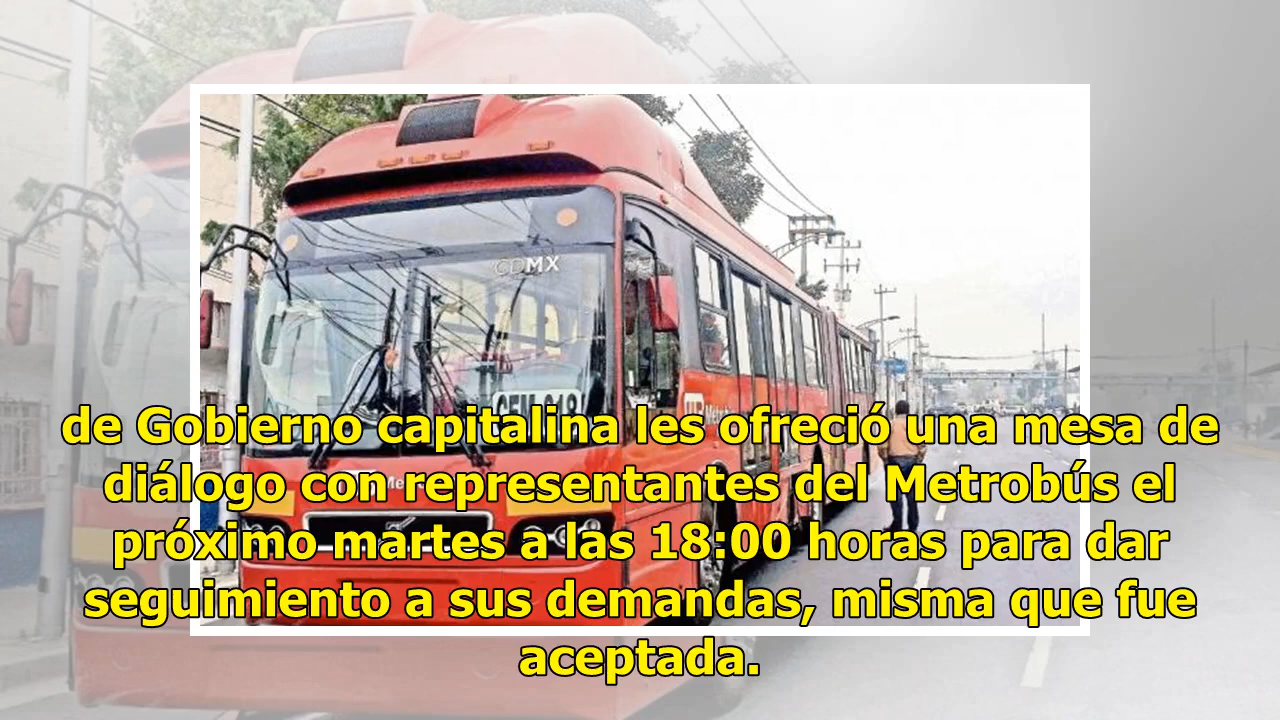 CDMX
de Gobierno capitalina les ofreció una mesa de
diálogo con representantes del Metrobús el
próximo martes a las 18:00 horas para dar
seguimiento a sus demandas, misma que fue
aceptada.